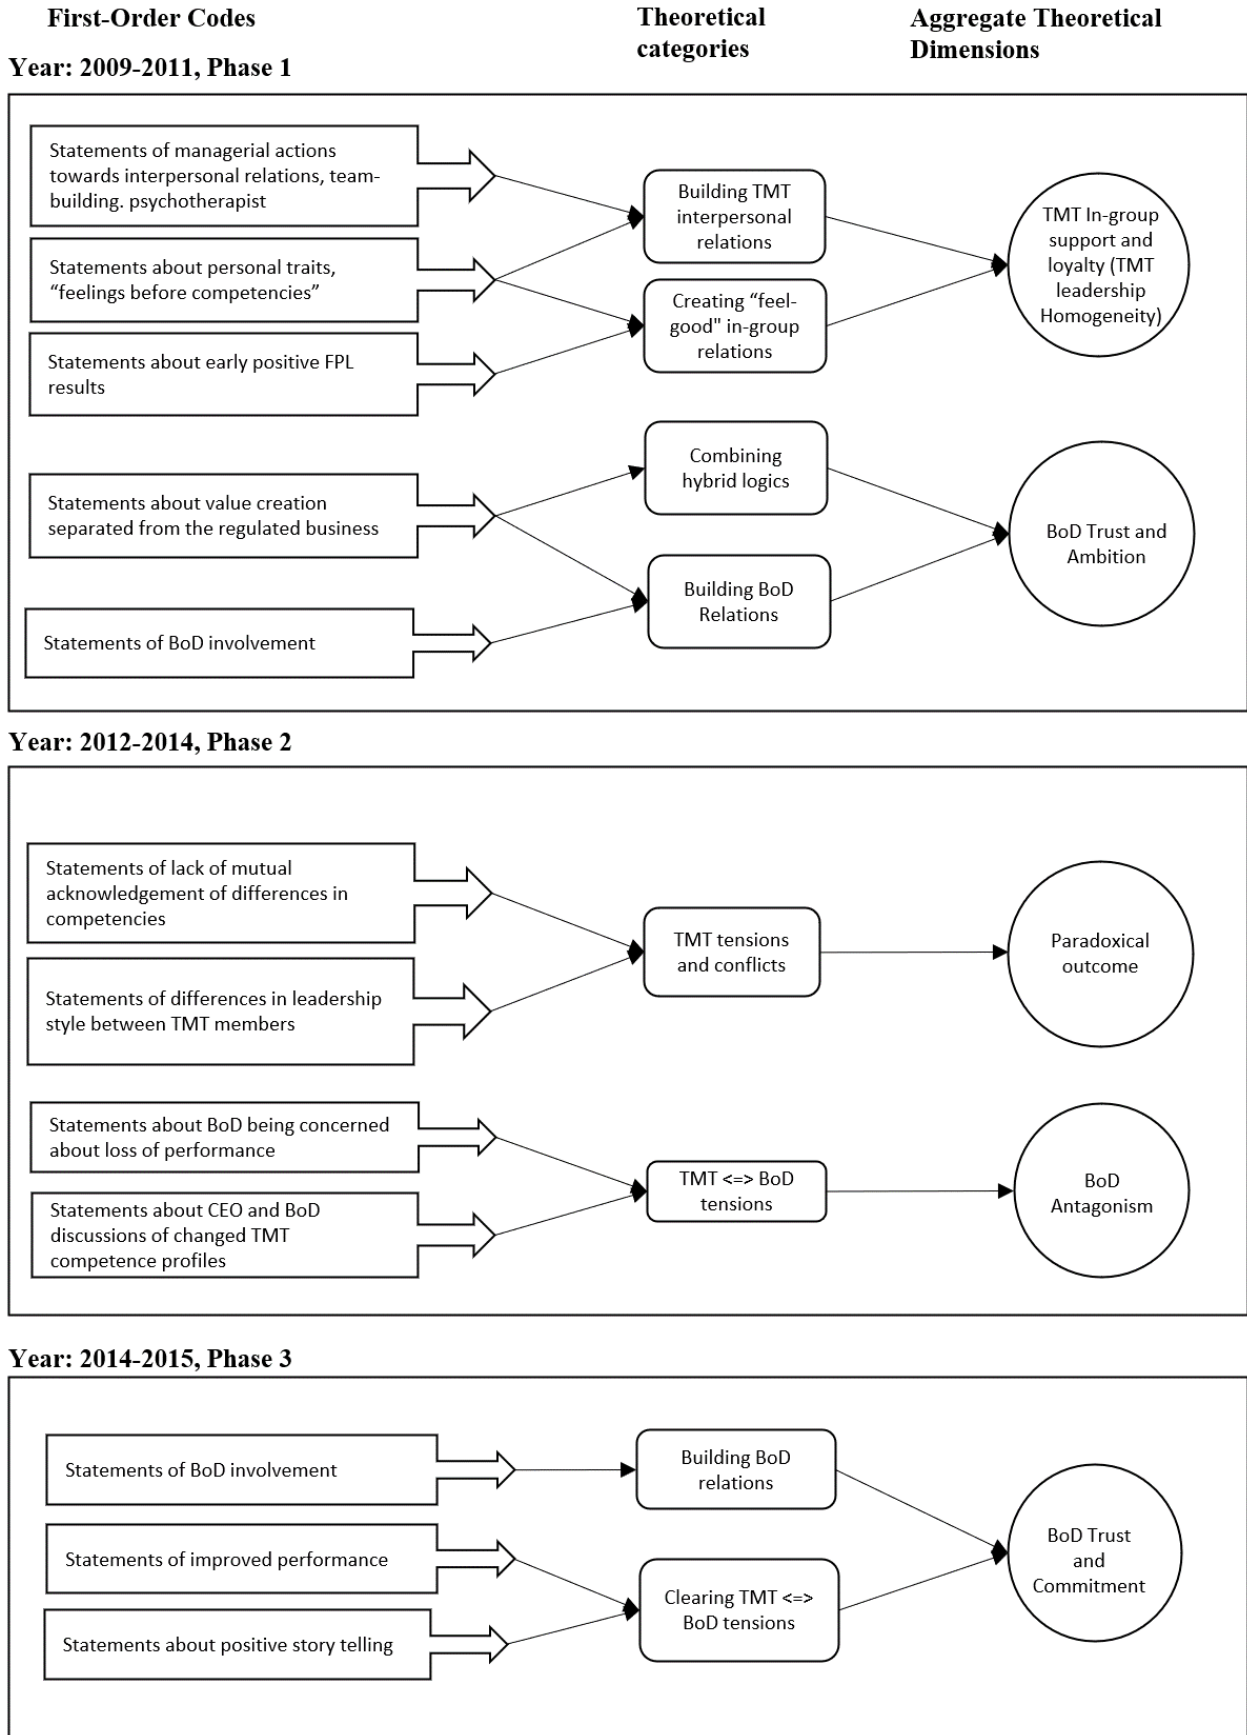 First-Order Codes
Theoretical
categories
Aggregate Theoretical
Dimensions
Year: 2009-2011, Phase 1
Statements of managerial actions
towards interpersonal relations, team-
building. psychotherapist
Statements about personal traits,
“feelings before competencies”
Statements about early positive FPL
results
Statements about value creation
separated from the regulated business
Statements of BoD involvement
Building TMT
interpersonal
relations
Creating “feel-
good" in-group
relations
Combining
hybrid logics
Building BoD
Relations
TMT In-group
support and
loyalty (TMT
leadership
Homogeneity)
BoD Trust and
Ambition
Year: 2012-2014, Phase 2
Statements of lack of mutual
acknowledgement of differences in
competencies
Statements of differences in leadership
style between TMT members
Statements about BoD being concerned
about loss of performance
Statements about CEO and BoD
discussions of changed TMT
competence profiles
TMT tensions
and conflicts
TMT <=> BoD
tensions
Paradoxical
outcome
BoD
Antagonism
Year: 2014-2015, Phase 3
Statements of BoD involvement
Statements of improved performance
Statements about positive story telling
Building BoD
relations
Clearing TMT <=>
BoD tensions
BoD Trust
and
Commitment